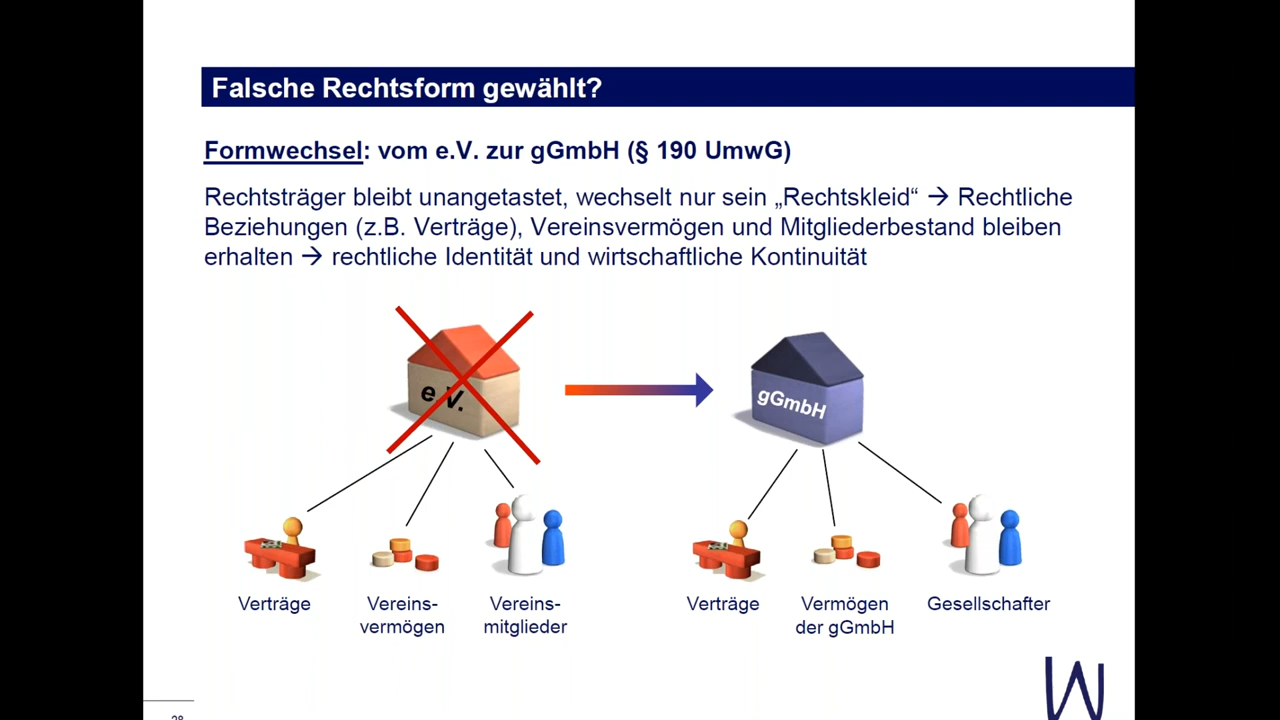 Falsche Rechtsform gewählt?
Formwechsel: vom e.V. zur gGmbH (§ 190 UmwG)
Rechtsträger bleibt unangetastet, wechselt nur sein „Rechtskleid“ → Rechtliche
Beziehungen (z.B. Verträge), Vereinsvermögen und Mitgliederbestand bleiben
erhalten → rechtliche Identität und wirtschaftliche Kontinuität
e.V.
gGmbH
Verträge
Vereins-
vermögen
Vereins-
mitglieder
Verträge
Vermögen
der gGmbH
Gesellschafter
W